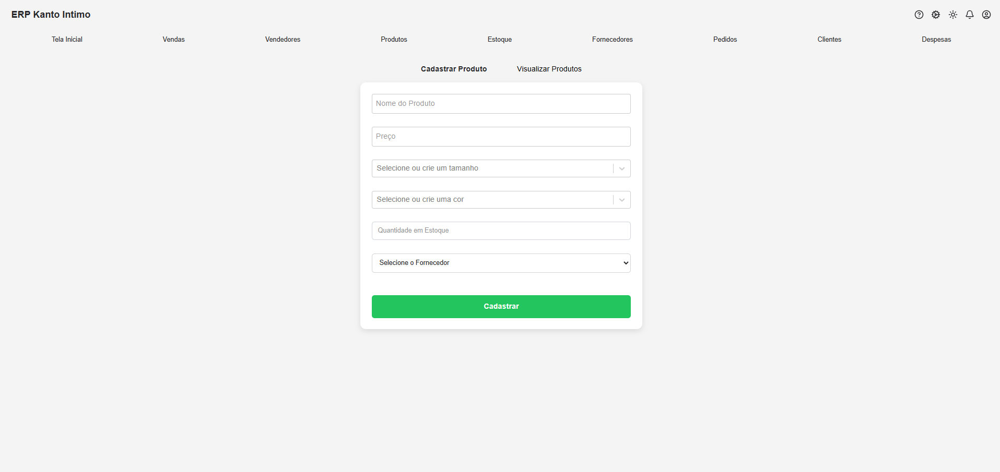 ERP Kanto Intimo
Tela Inicial Vendas Vendedores Produtos Estoque Fornecedores Pedidos Clientes Despesas
Cadastrar Produto Visualizar Produtos
Nome do Produto
Preço
Selecione ou crie um tamanho
Selecione ou crie uma cor
Quantidade em Estoque
Selecione o Fornecedor
Cadastrar